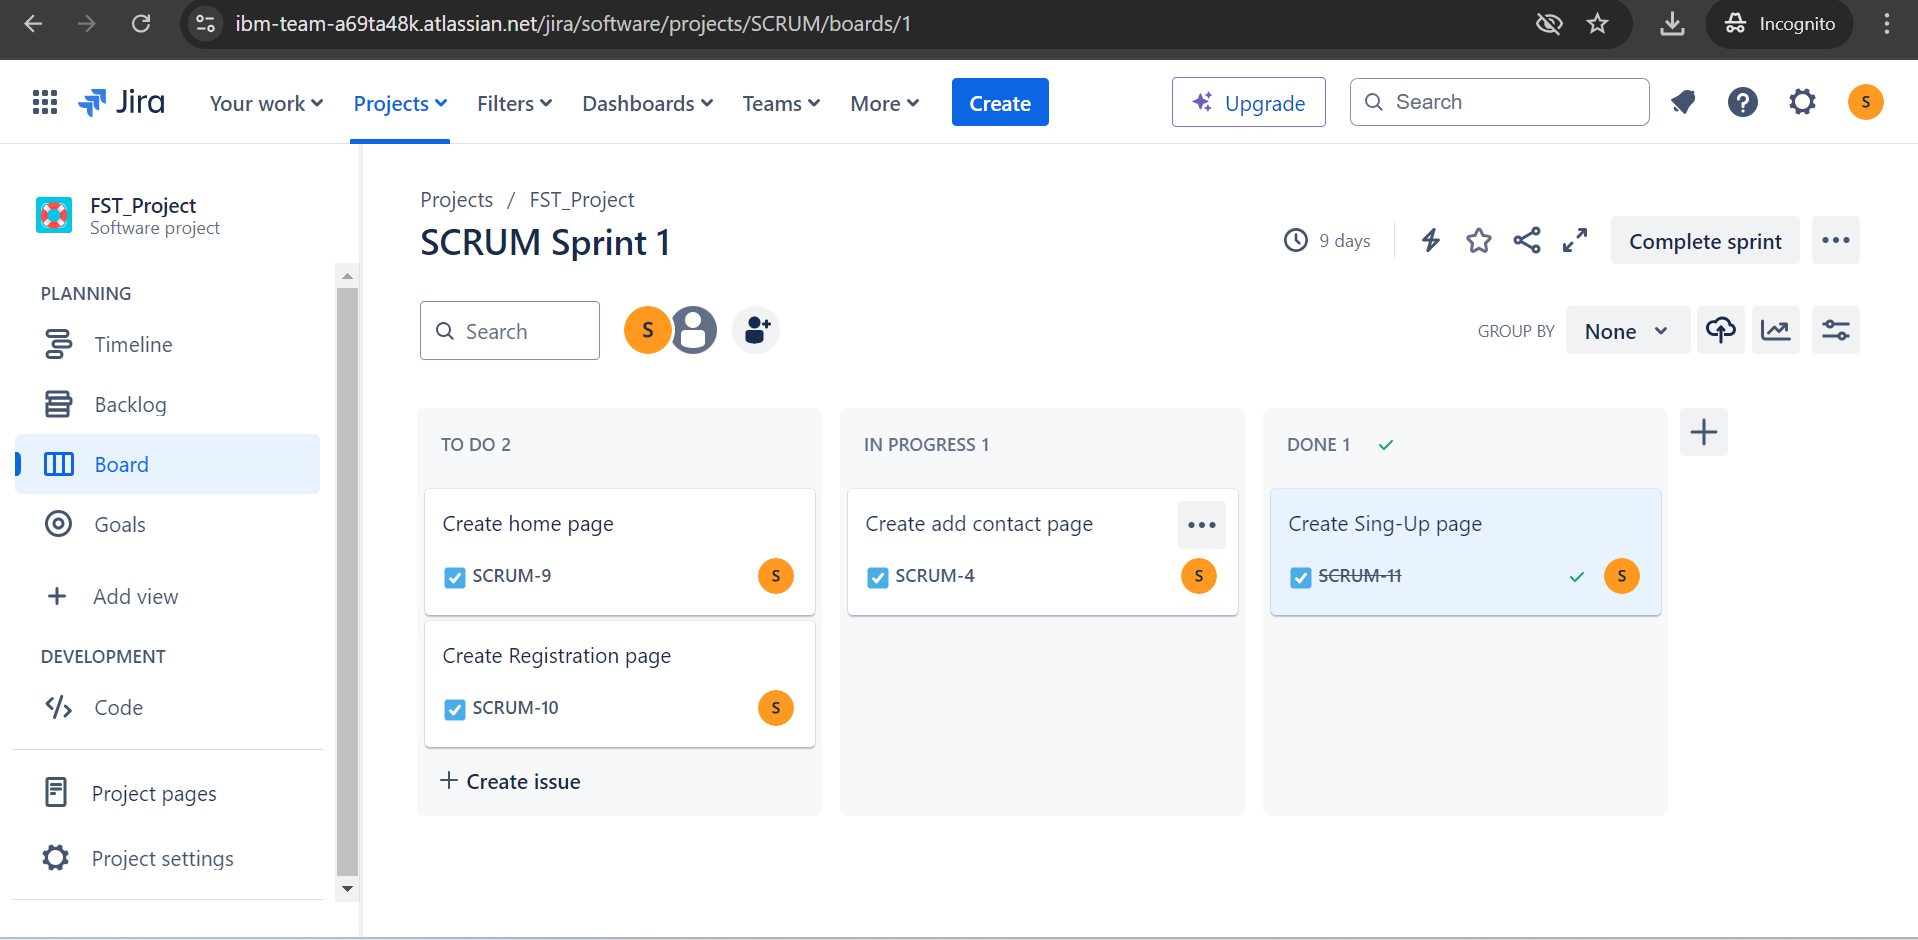 ibm-team-a69ta48k.atlassian.net/jira/software/projects/SCRUM/boards/1
Incognito
Jira
Your work
Projects
Filters
Dashboards
Teams
More
Create
Upgrade
Search
S
FST_Project
Software project
PLANNING
Timeline
Backlog
Board
Goals
Add view
DEVELOPMENT
Code
Project pages
Project settings
Projects / FST_Project
SCRUM Sprint 1
9 days
Complete sprint
Search
S
GROUP BY
None
TO DO 2
Create home page
SCRUM-9
S
Create Registration page
SCRUM-10
S
Create issue
IN PROGRESS 1
Create add contact page
SCRUM-4
S
DONE 1
Create Sing-Up page
SCRUM-11
S